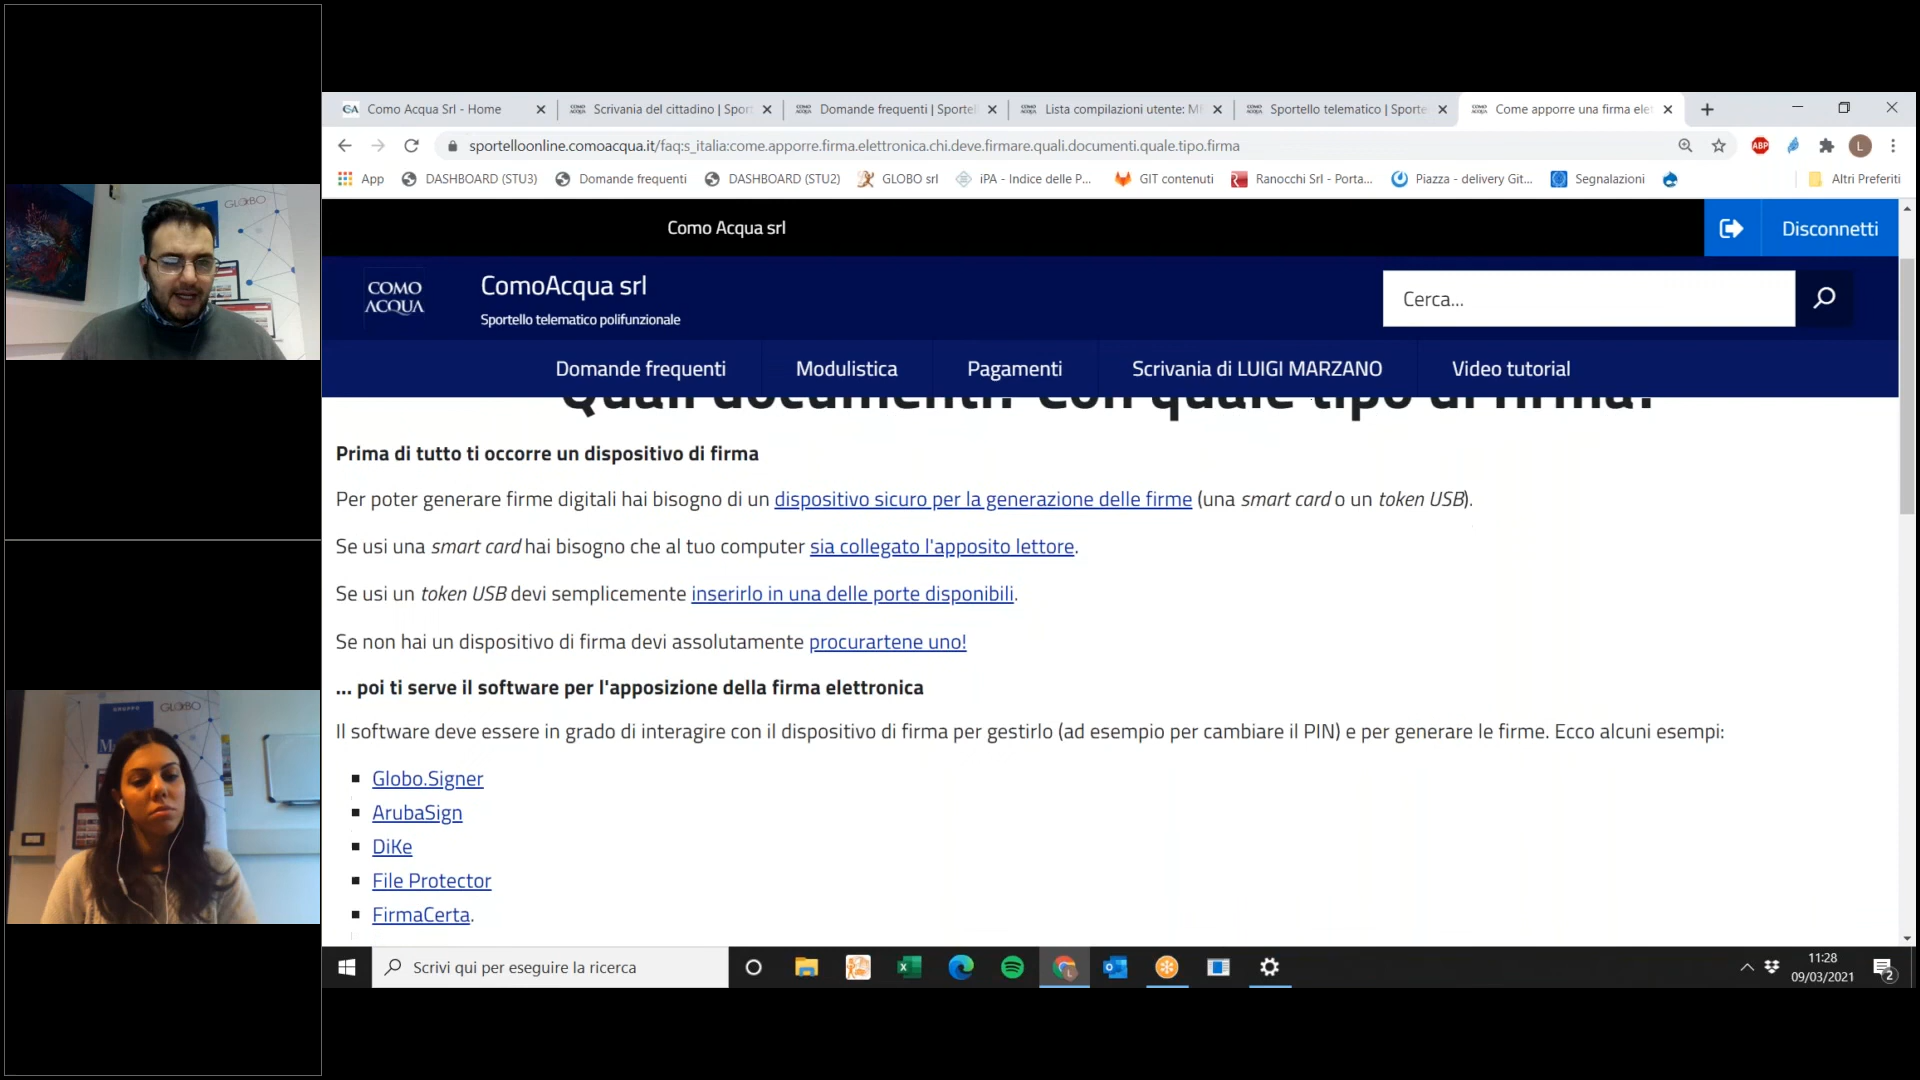 Como Acqua Srl - Home
Scrivania del cittadino | Spor
Domande frequenti | Sportel
Lista compilazioni utente: M
Sportello telematico | Sporte
Come apporre una firma ele
sportelloonline.comoacqua.it/faq:s_italia:come.apporre.firma.elettronica.chi.deve.firmare.quali.documenti.quale.tipo.firma
ABP
L
App
DASHBOARD (STU3)
Domande frequenti
DASHBOARD (STU2)
GLOBO srl
iPA - Indice delle P...
GIT contenuti
Ranocchi Srl - Porta...
Piazza - delivery Git...
Segnalazioni
Altri Preferiti
Como Acqua srl
Disconnetti
COMO
ACQUA
ComoAcqua srl
Sportello telematico polifunzionale
Cerca...
Domande frequenti
Modulistica
Pagamenti
Scrivania di LUIGI MARZANO
Video tutorial
Quali documenti? Con quale tipo di firma?
Prima di tutto ti occorre un dispositivo di firma
Per poter generare firme digitali hai bisogno di un dispositivo sicuro per la generazione delle firme (una smart card o un token USB).
Se usi una smart card hai bisogno che al tuo computer sia collegato l'apposito lettore.
Se usi un token USB devi semplicemente inserirlo in una delle porte disponibili.
Se non hai un dispositivo di firma devi assolutamente procurartene uno!
... poi ti serve il software per l'apposizione della firma elettronica
Il software deve essere in grado di interagire con il dispositivo di firma per gestirlo (ad esempio per cambiare il PIN) e per generare le firme. Ecco alcuni esempi:
Globo.Signer
ArubaSign
DiKe
File Protector
FirmaCerta.
Scrivi qui per eseguire la ricerca
11:28
09/03/2021
2
GLOBO
GRUPPO
GLOBO